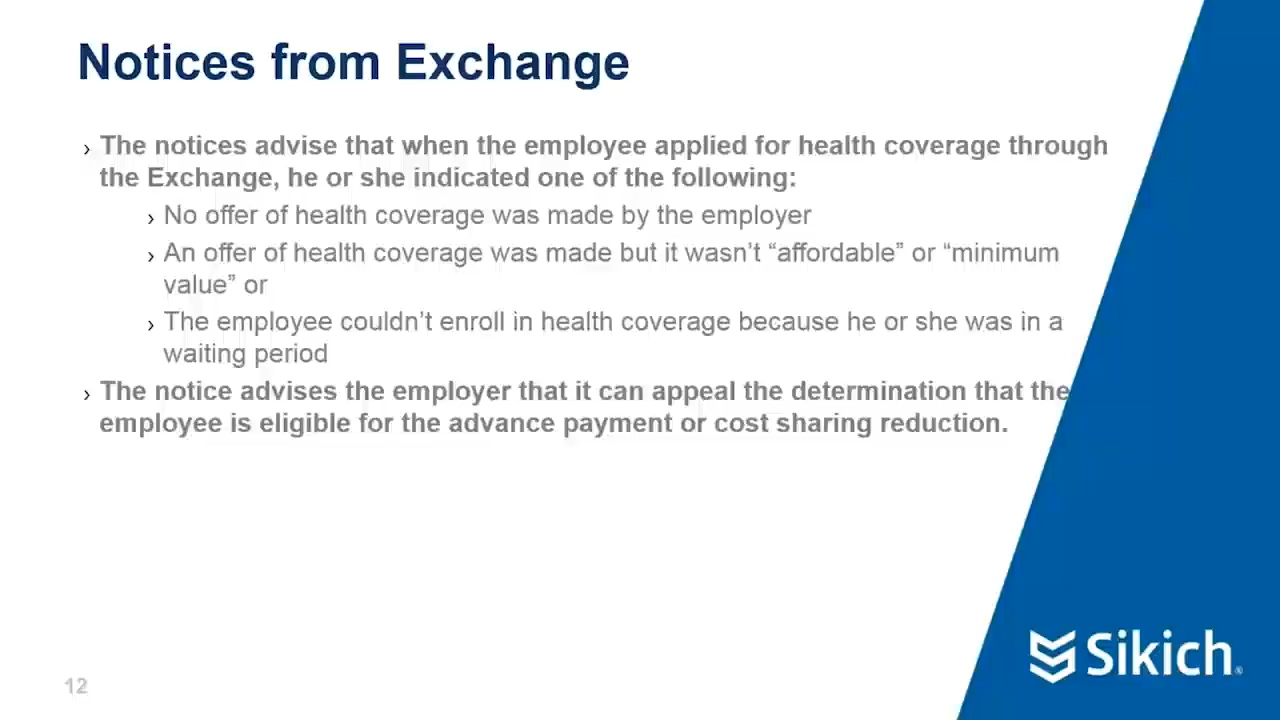 Notices from Exchange
› The notices advise that when the employee applied for health coverage through
the Exchange, he or she indicated one of the following:
› No offer of health coverage was made by the employer
› An offer of health coverage was made but it wasn’t “affordable” or “minimum
value” or
› The employee couldn’t enroll in health coverage because he or she was in a
waiting period
› The notice advises the employer that it can appeal the determination that the
employee is eligible for the advance payment or cost sharing reduction.
Sikich®
12